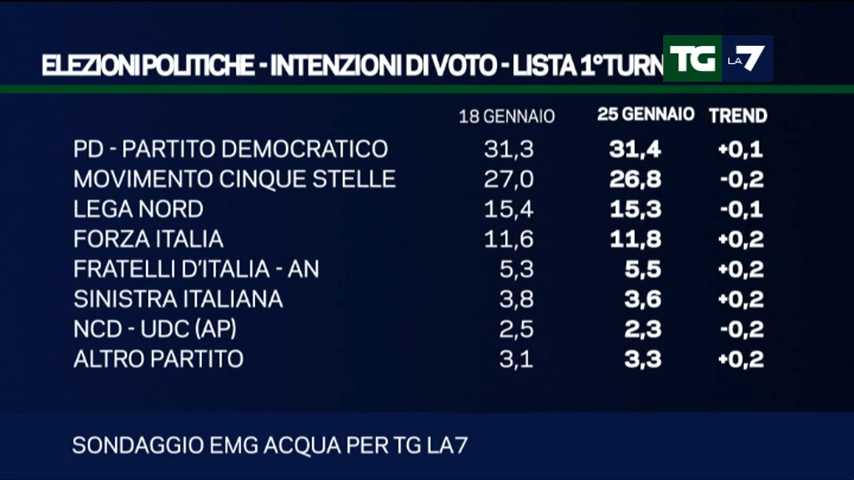 ELEZIONI POLITICHE - INTENZIONI DI VOTO - LISTA 1°TURN
TG LA7
18 GENNAIO 25 GENNAIO TREND
PD - PARTITO DEMOCRATICO 31,3 31,4 +0,1
MOVIMENTO CINQUE STELLE 27,0 26,8 -0,2
LEGA NORD 15,4 15,3 -0,1
FORZA ITALIA 11,6 11,8 +0,2
FRATELLI D'ITALIA - AN 5,3 5,5 +0,2
SINISTRA ITALIANA 3,8 3,6 +0,2
NCD - UDC (AP) 2,5 2,3 -0,2
ALTRO PARTITO 3,1 3,3 +0,2
SONDAGGIO EMG ACQUA PER TG LA7